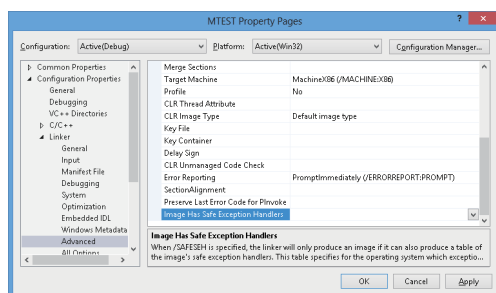 MTEST Property Pages
? ×
Configuration: Active(Debug) Platform: Active(Win32) Configuration Manager...
Common Properties
Configuration Properties
General
Debugging
VC++ Directories
C/C++
Linker
General
Input
Manifest File
Debugging
System
Optimization
Embedded IDL
Windows Metadata
Advanced
All Options
Merge Sections
Target Machine MachineX86 (/MACHINE:X86)
Profile No
CLR Thread Attribute
CLR Image Type Default image type
Key File
Key Container
Delay Sign
CLR Unmanaged Code Check
Error Reporting PromptImmediately (/ERRORREPORT:PROMPT)
SectionAlignment
Preserve Last Error Code for PInvoke
Image Has Safe Exception Handlers
Image Has Safe Exception Handlers
When /SAFESEH is specified, the linker will only produce an image if it can also produce a table of
the image's safe exception handlers. This table specifies for the operating system which exceptio...
OK Cancel Apply